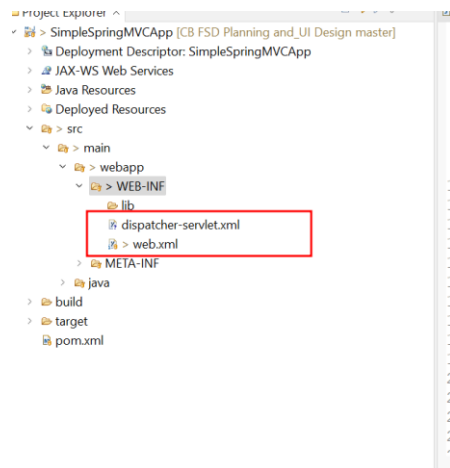 Project Explorer ×
> SimpleSpringMVCApp [CB FSD Planning and_UI Design master]
Deployment Descriptor: SimpleSpringMVCApp
JAX-WS Web Services
Java Resources
Deployed Resources
> src
> main
> webapp
> WEB-INF
lib
dispatcher-servlet.xml
> web.xml
META-INF
java
build
target
pom.xml